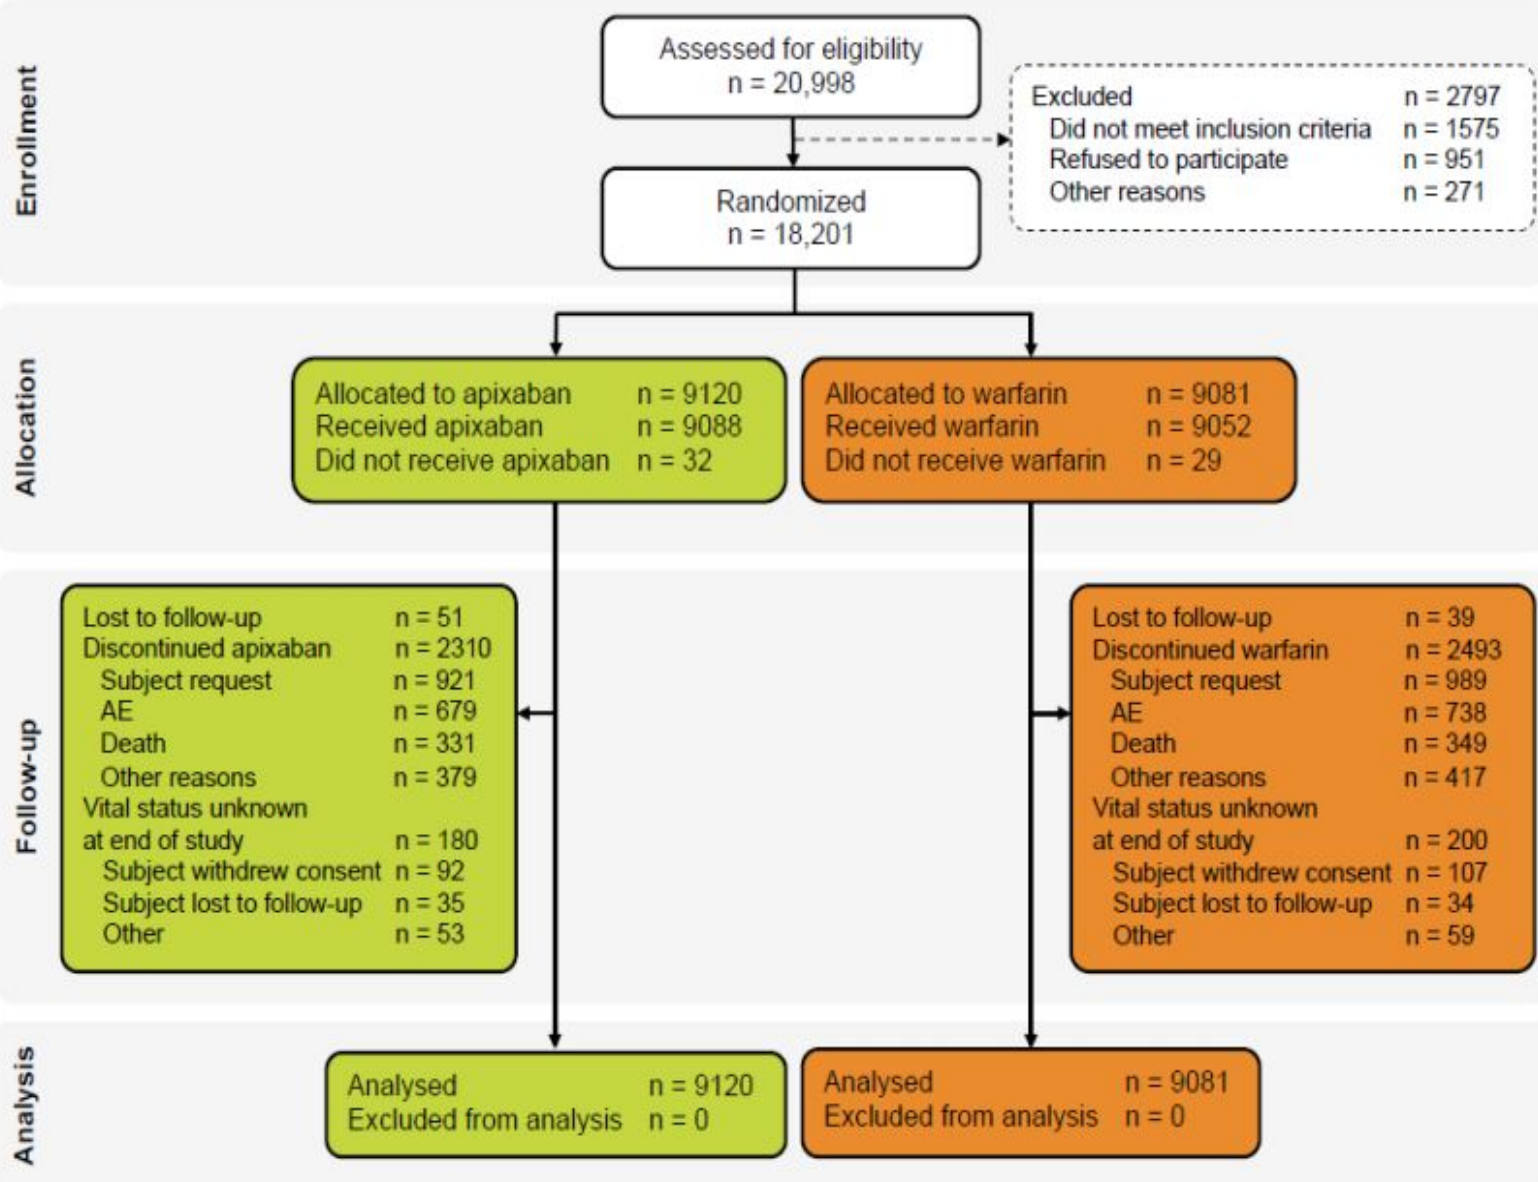 Enrollment
Assessed for eligibility
n = 20,998
Excluded n = 2797
Did not meet inclusion criteria n = 1575
Refused to participate n = 951
Other reasons n = 271
Randomized
n = 18,201
Allocation
Allocated to apixaban n = 9120
Received apixaban n = 9088
Did not receive apixaban n = 32
Allocated to warfarin n = 9081
Received warfarin n = 9052
Did not receive warfarin n = 29
Follow-up
Lost to follow-up n = 51
Discontinued apixaban n = 2310
Subject request n = 921
AE n = 679
Death n = 331
Other reasons n = 379
Vital status unknown
at end of study n = 180
Subject withdrew consent n = 92
Subject lost to follow-up n = 35
Other n = 53
Lost to follow-up n = 39
Discontinued warfarin n = 2493
Subject request n = 989
AE n = 738
Death n = 349
Other reasons n = 417
Vital status unknown
at end of study n = 200
Subject withdrew consent n = 107
Subject lost to follow-up n = 34
Other n = 59
Analysis
Analysed n = 9120
Excluded from analysis n = 0
Analysed n = 9081
Excluded from analysis n = 0